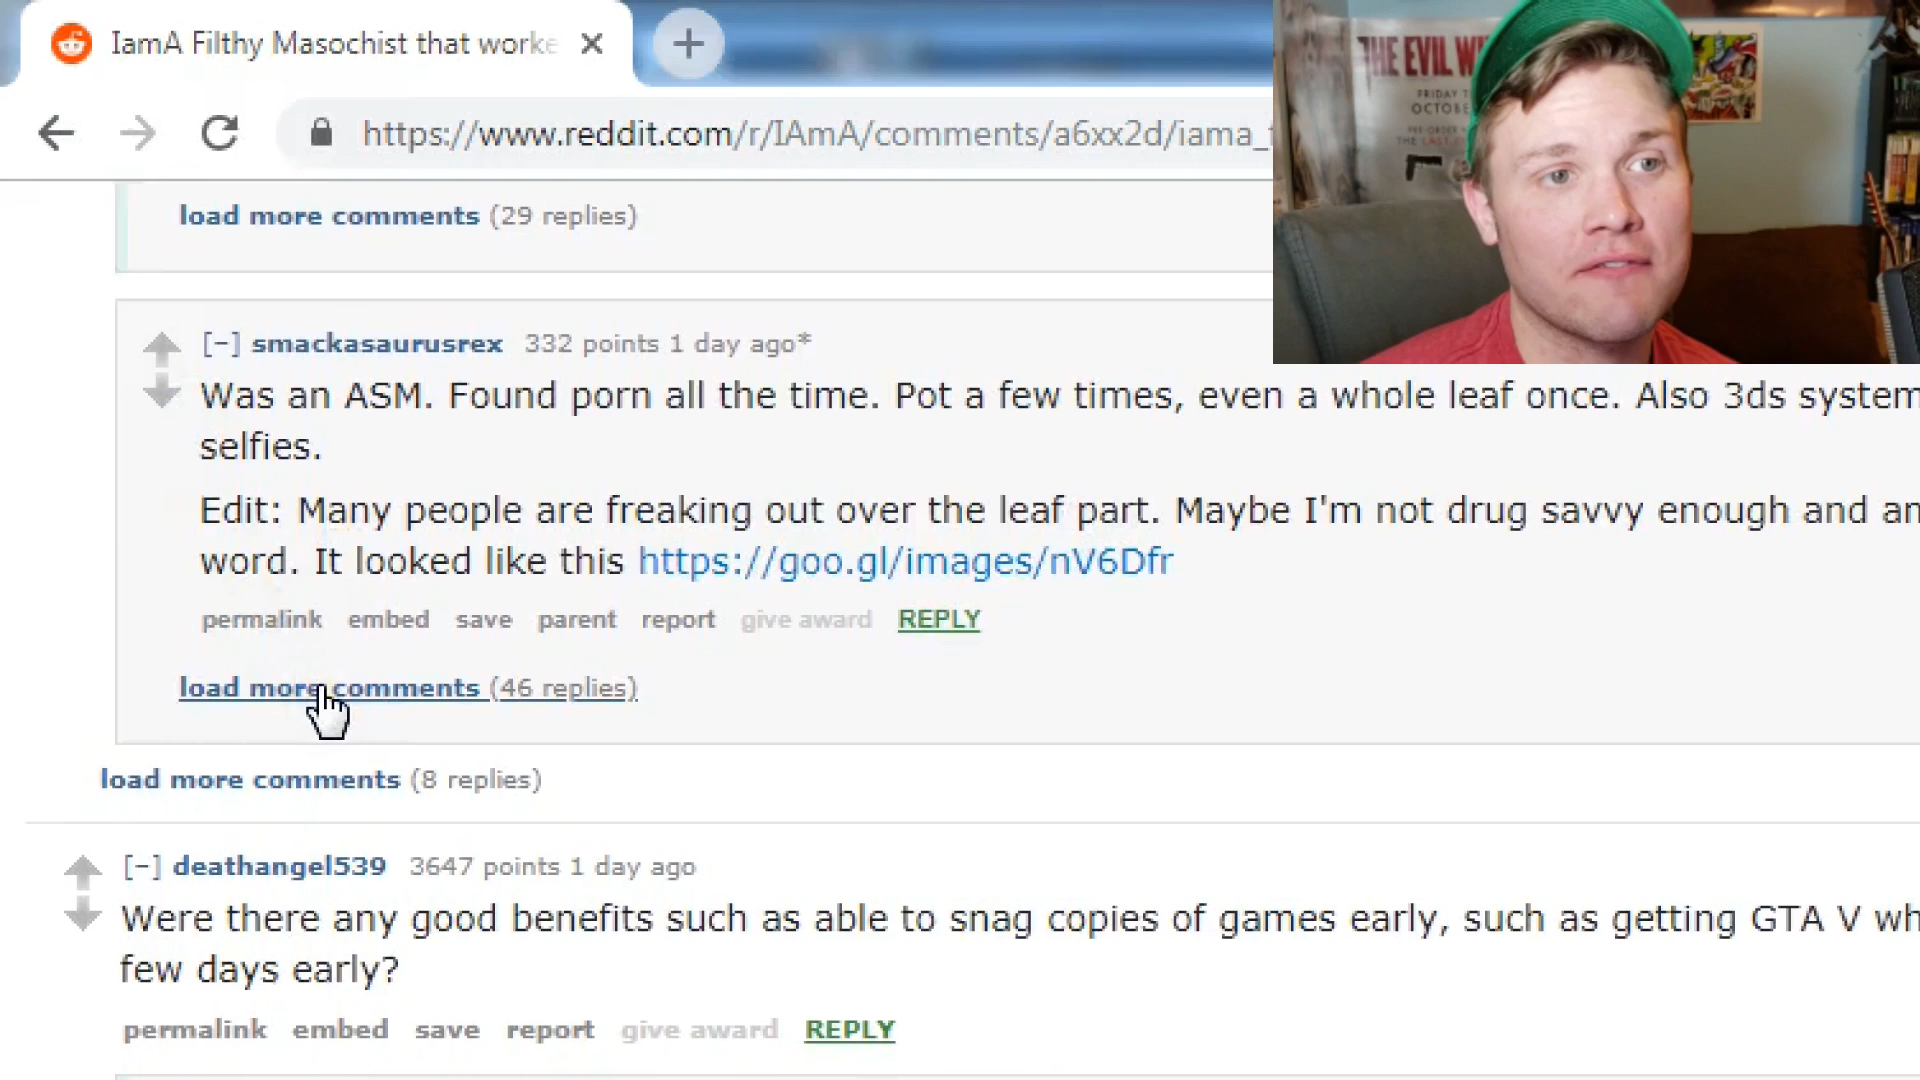 IamA Filthy Masochist that worke
https://www.reddit.com/r/IAmA/comments/a6xx2d/iama_
THE EVIL W
FRIDAY
OCTOBE
load more comments (29 replies)
[–] smackasaurusrex 332 points 1 day ago*
Was an ASM. Found porn all the time. Pot a few times, even a whole leaf once. Also 3ds system
selfies.
Edit: Many people are freaking out over the leaf part. Maybe I'm not drug savvy enough and an
word. It looked like this https://goo.gl/images/nV6Dfr
permalink embed save parent report give award REPLY
load more comments (46 replies)
load more comments (8 replies)
[–] deathangel539 3647 points 1 day ago
Were there any good benefits such as able to snag copies of games early, such as getting GTA V wh
few days early?
permalink embed save report give award REPLY